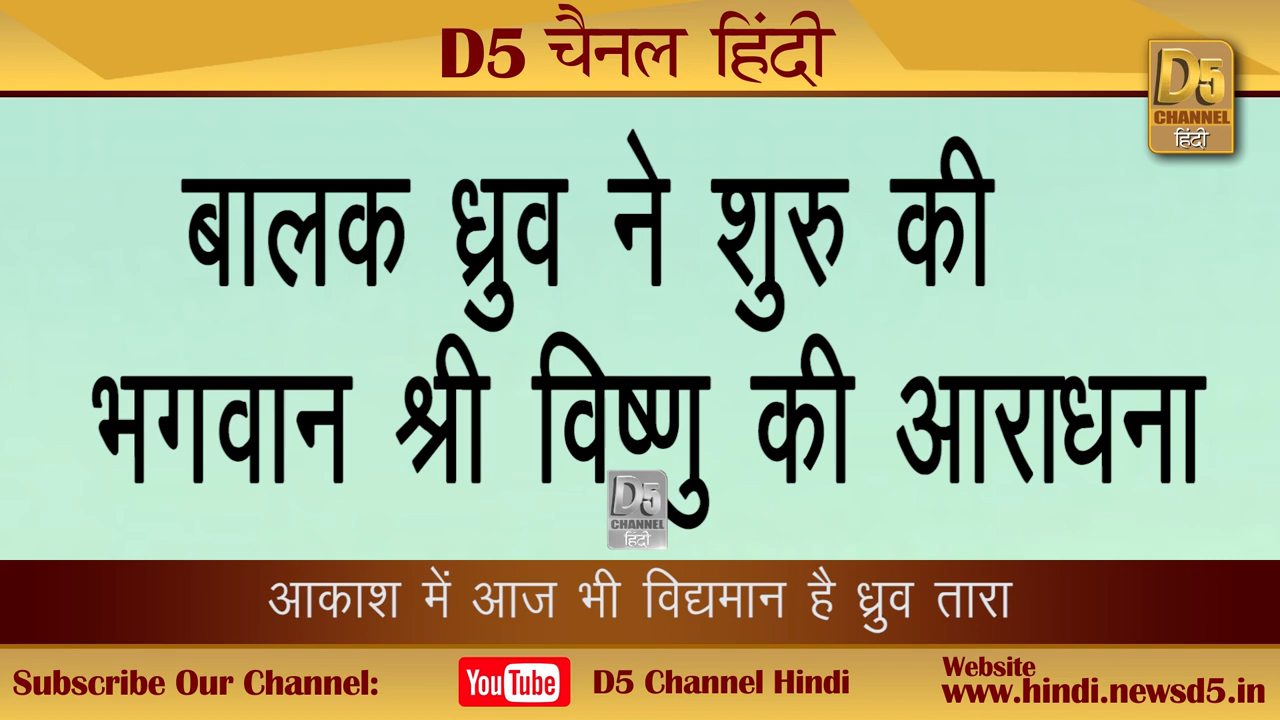 D5 चैनल हिंदी
D5
CHANNEL
हिंदी
बालक ध्रुव ने शुरु की
भगवान श्री विष्णु की आराधना
D5
CHANNEL
हिंदी
आकाश में आज भी विद्यमान है ध्रुव तारा
Subscribe Our Channel:
YouTube
D5 Channel Hindi
Website
www.hindi.newsd5.in